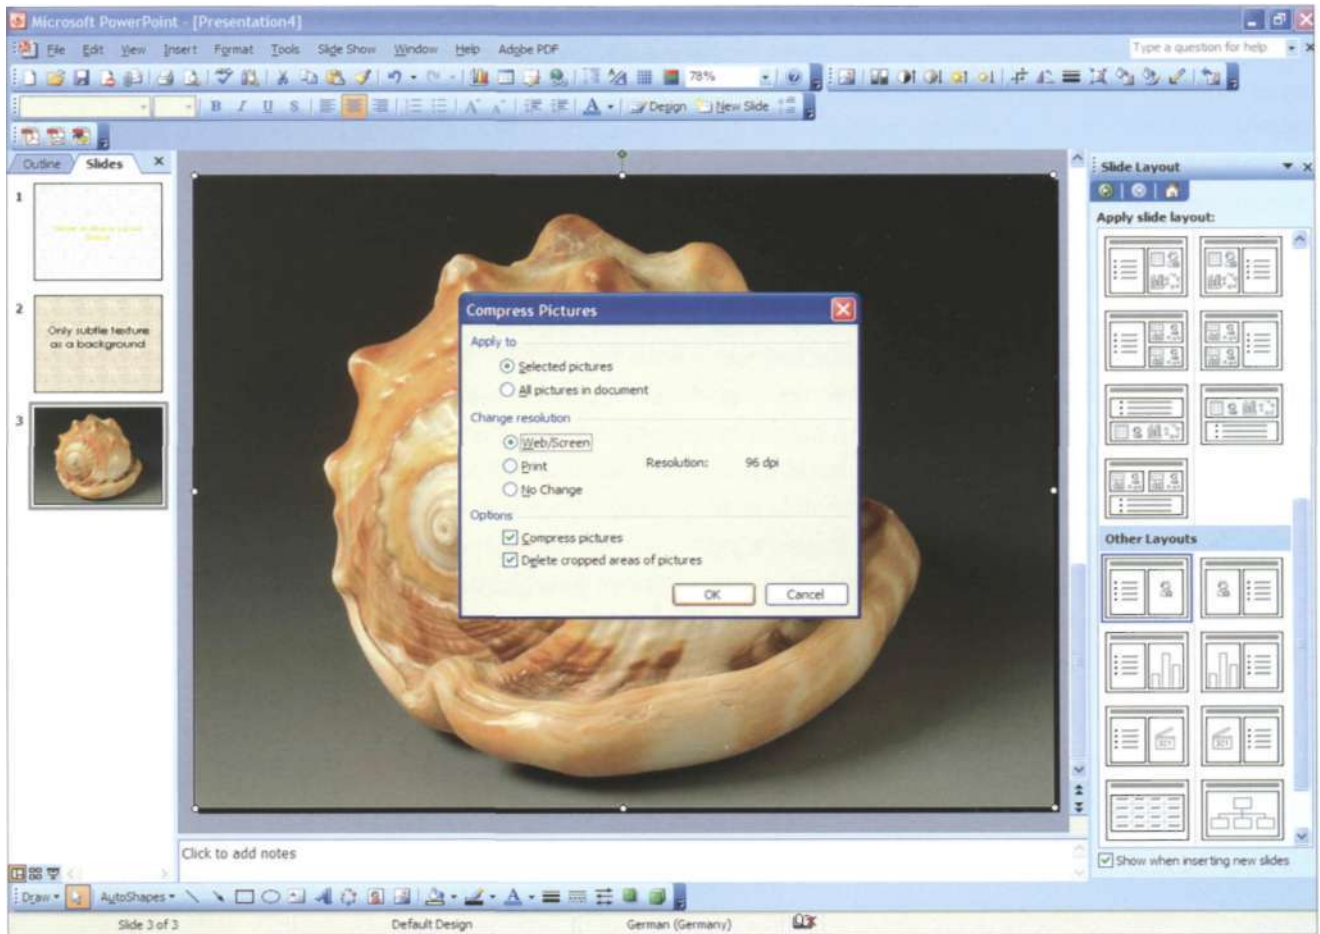 Microsoft PowerPoint - [Presentation4]
File Edit View Insert Format Tools Slide Show Window Help Adobe PDF
Type a question for help
78%
B I U S
A A A Design New Slide
Outline Slides
Slide Layout
Apply slide layout:
1
2
Only subtle texture
as a background
3
Compress Pictures
Apply to
Selected pictures
All pictures in document
Change resolution
Web/Screen
Print
Resolution: 96 dpi
No Change
Options
Compress pictures
Delete cropped areas of pictures
OK Cancel
Other Layouts
Click to add notes
Show when inserting new slides
Draw AutoShapes
Slide 3 of 3 Default Design German (Germany)